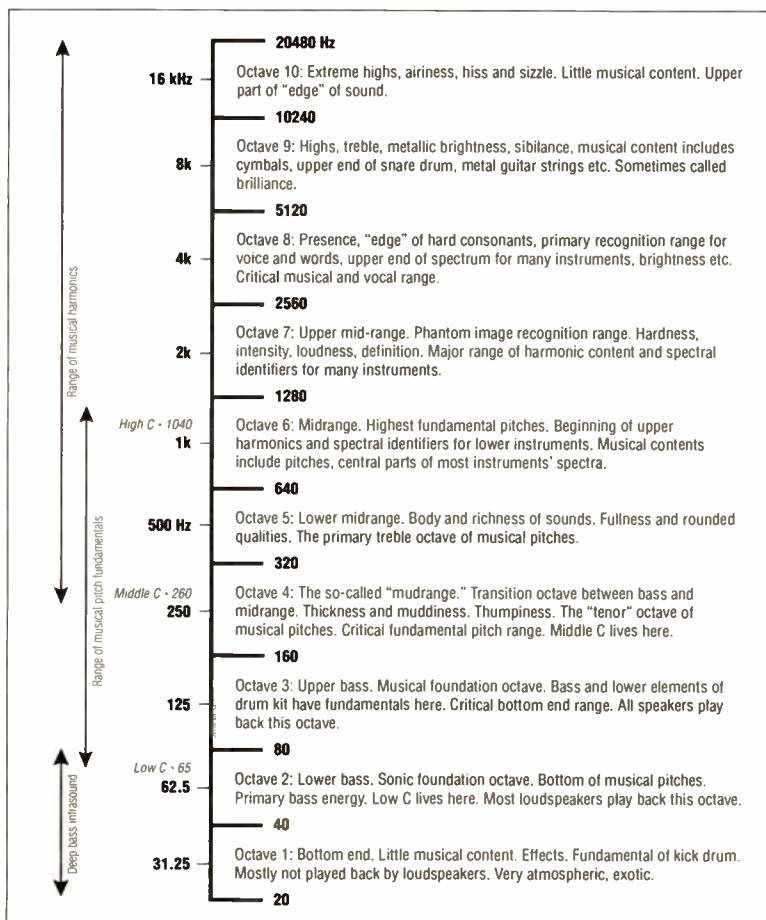 20480 Hz
16 kHz
Octave 10: Extreme highs, airiness, hiss and sizzle. Little musical content. Upper
part of “edge” of sound.
10240
8k
Octave 9: Highs, treble, metallic brightness, sibilance, musical content includes
cymbals, upper end of snare drum, metal guitar strings etc. Sometimes called
brilliance.
5120
4k
Octave 8: Presence, “edge” of hard consonants, primary recognition range for
voice and words, upper end of spectrum for many instruments, brightness etc.
Critical musical and vocal range.
2560
2k
Octave 7: Upper mid-range. Phantom image recognition range. Hardness,
intensity, loudness, definition. Major range of harmonic content and spectral
identifiers for many instruments.
1280
High C - 1040
1k
Octave 6: Midrange. Highest fundamental pitches. Beginning of upper
harmonics and spectral identifiers for lower instruments. Musical contents
include pitches, central parts of most instruments’ spectra.
640
500 Hz
Octave 5: Lower midrange. Body and richness of sounds. Fullness and rounded
qualities. The primary treble octave of musical pitches.
320
Middle C - 260
250
Octave 4: The so-called “mudrange.” Transition octave between bass and
midrange. Thickness and muddiness. Thumpiness. The “tenor” octave of
musical pitches. Critical fundamental pitch range. Middle C lives here.
160
125
Octave 3: Upper bass. Musical foundation octave. Bass and lower elements of
drum kit have fundamentals here. Critical bottom end range. All speakers play
back this octave.
80
Low C - 65
62.5
Octave 2: Lower bass. Sonic foundation octave. Bottom of musical pitches.
Primary bass energy. Low C lives here. Most loudspeakers play back this octave.
40
31.25
Octave 1: Bottom end. Little musical content. Effects. Fundamental of kick drum.
Mostly not played back by loudspeakers. Very atmospheric, exotic.
20
Range of musical harmonics
Range of musical pitch fundamentals
Deep bass infrasound